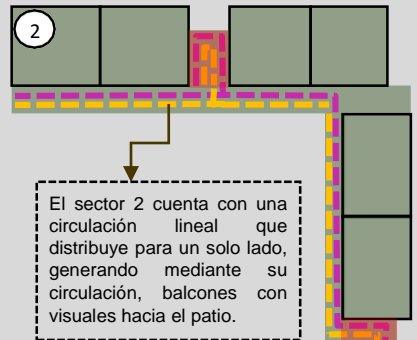 2
El sector 2 cuenta con una
circulación lineal que
distribuye para un solo lado,
generando mediante su
circulación, balcones con
visuales hacia el patio.